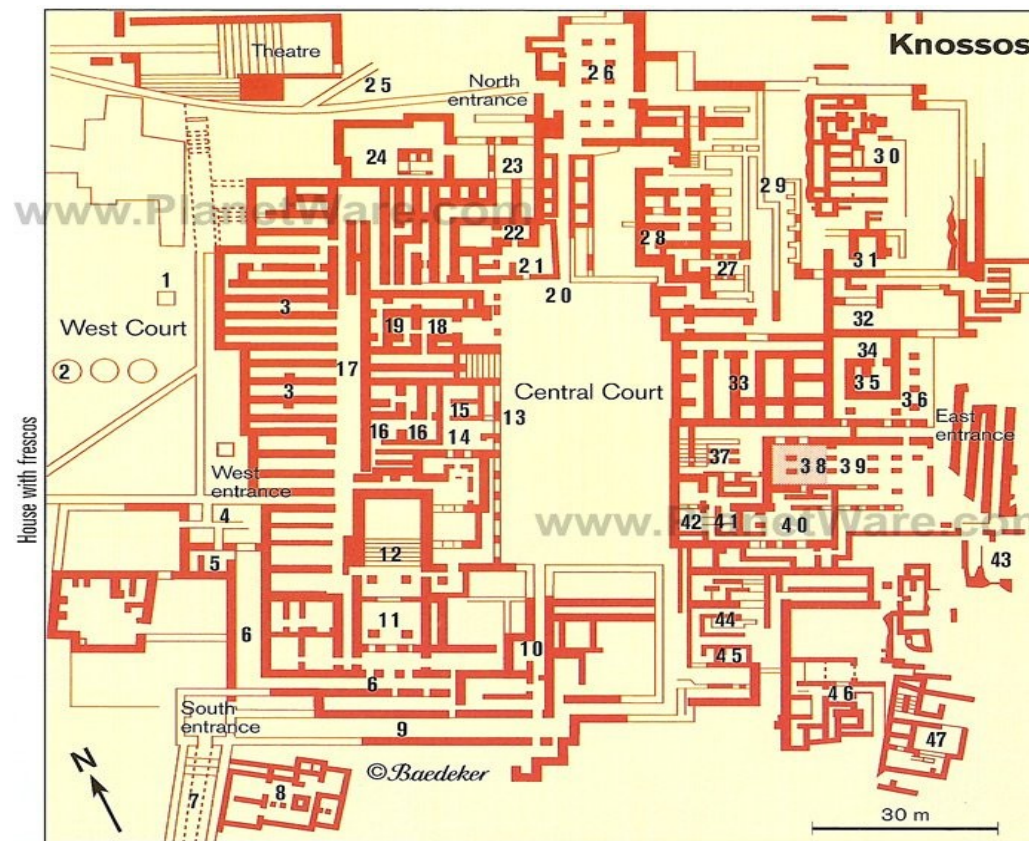 Knossos
Theatre
25
North
entrance
26
24
23
30
29
www.PlanetWare.com
22
28
21
27
31
1
20
3
32
West Court
19
18
17
34
2
3
33
35
36
Central Court
15
13
16
16
14
East
entrance
37
38
39
House with frescos
West
entrance
4
42
41
40
www.PlanetWare.com
12
43
5
11
44
6
10
45
6
46
South
entrance
9
47
N
©Baedeker
7
8
30 m